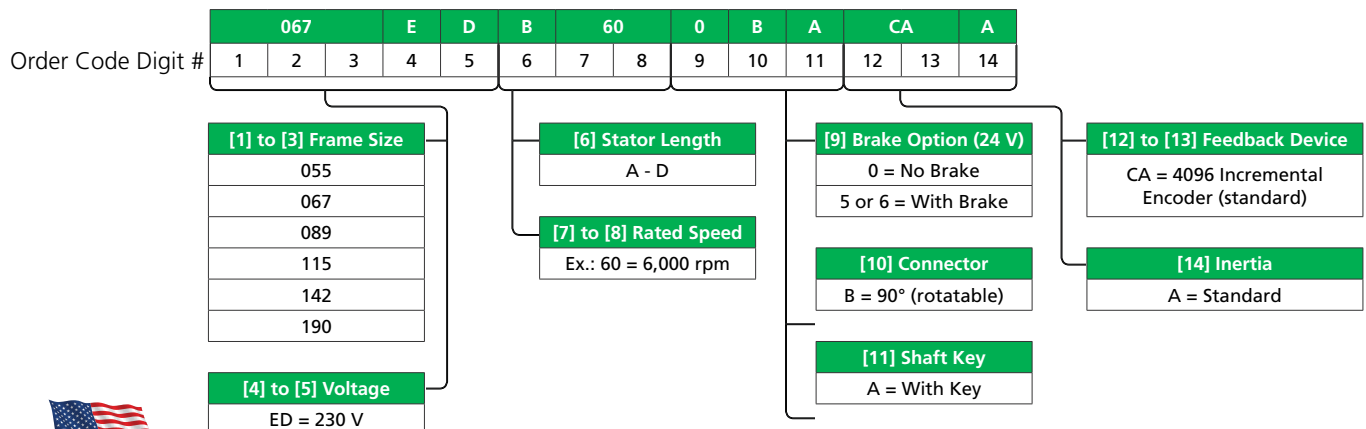 067 E D B 60 0 B A CA A
Order Code Digit # 1 2 3 4 5 6 7 8 9 10 11 12 13 14
[1] to [3] Frame Size
055
067
089
115
142
190
[4] to [5] Voltage
ED = 230 V
[6] Stator Length
A - D
[7] to [8] Rated Speed
Ex.: 60 = 6,000 rpm
[9] Brake Option (24 V)
0 = No Brake
5 or 6 = With Brake
[10] Connector
B = 90° (rotatable)
[11] Shaft Key
A = With Key
[12] to [13] Feedback Device
CA = 4096 Incremental
Encoder (standard)
[14] Inertia
A = Standard